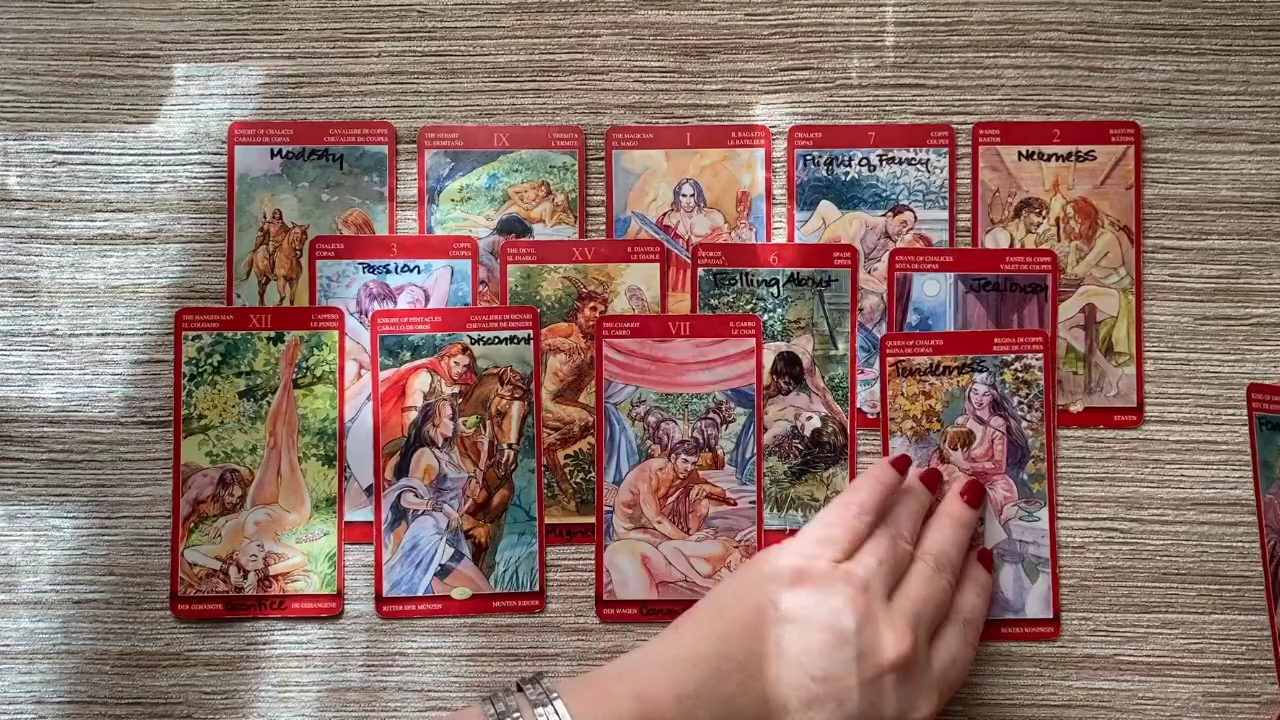 KNIGHT OF CHALICES CAVALIERE DI COPPE
CABALLO DE COPAS CHEVALIER DE COUPES
Modesty
THE HERMIT IX L'EREMITA
EL ERMITAÑO L'ERMITE
THE MAGICIAN I IL BAGATTO
EL MAGO LE BATELEUR
CHALICES 7 COPPE
COPAS COUPES
Flight of Fancy
WANDS 2 BASTONI
BASTOS BÂTONS
Nearness
STAVEN
CHALICES 3 COPPE
COPAS COUPES
Passion
THE DEVIL XV IL DIAVOLO
EL DIABLO LE DIABLE
6 SPADE
ESPADAS ÉPÉES
Rolling About
KNAVE OF CHALICES FANTE DI COPPE
SOTA DE COPAS VALET DE COUPES
Jealousy
THE HANGED MAN XII L'APPESO
EL COLGADO LE PENDU
DER GEHÄNGTE Sacrifice DE GEHANGENE
KNIGHT OF PENTACLES CAVALIERE DI DENARI
CABALLO DE OROS CHEVALIER DE DENIERS
Discontent
RITTER DER MÜNZEN MUNTEN RIDDER
THE CHARIOT VII IL CARRO
EL CARRO LE CHAR
DER WAGEN
QUEEN OF CHALICES REGINA DI COPPE
REINA DE COPAS REINE DE COUPES
Tenderness
BEKERS KONINGIN